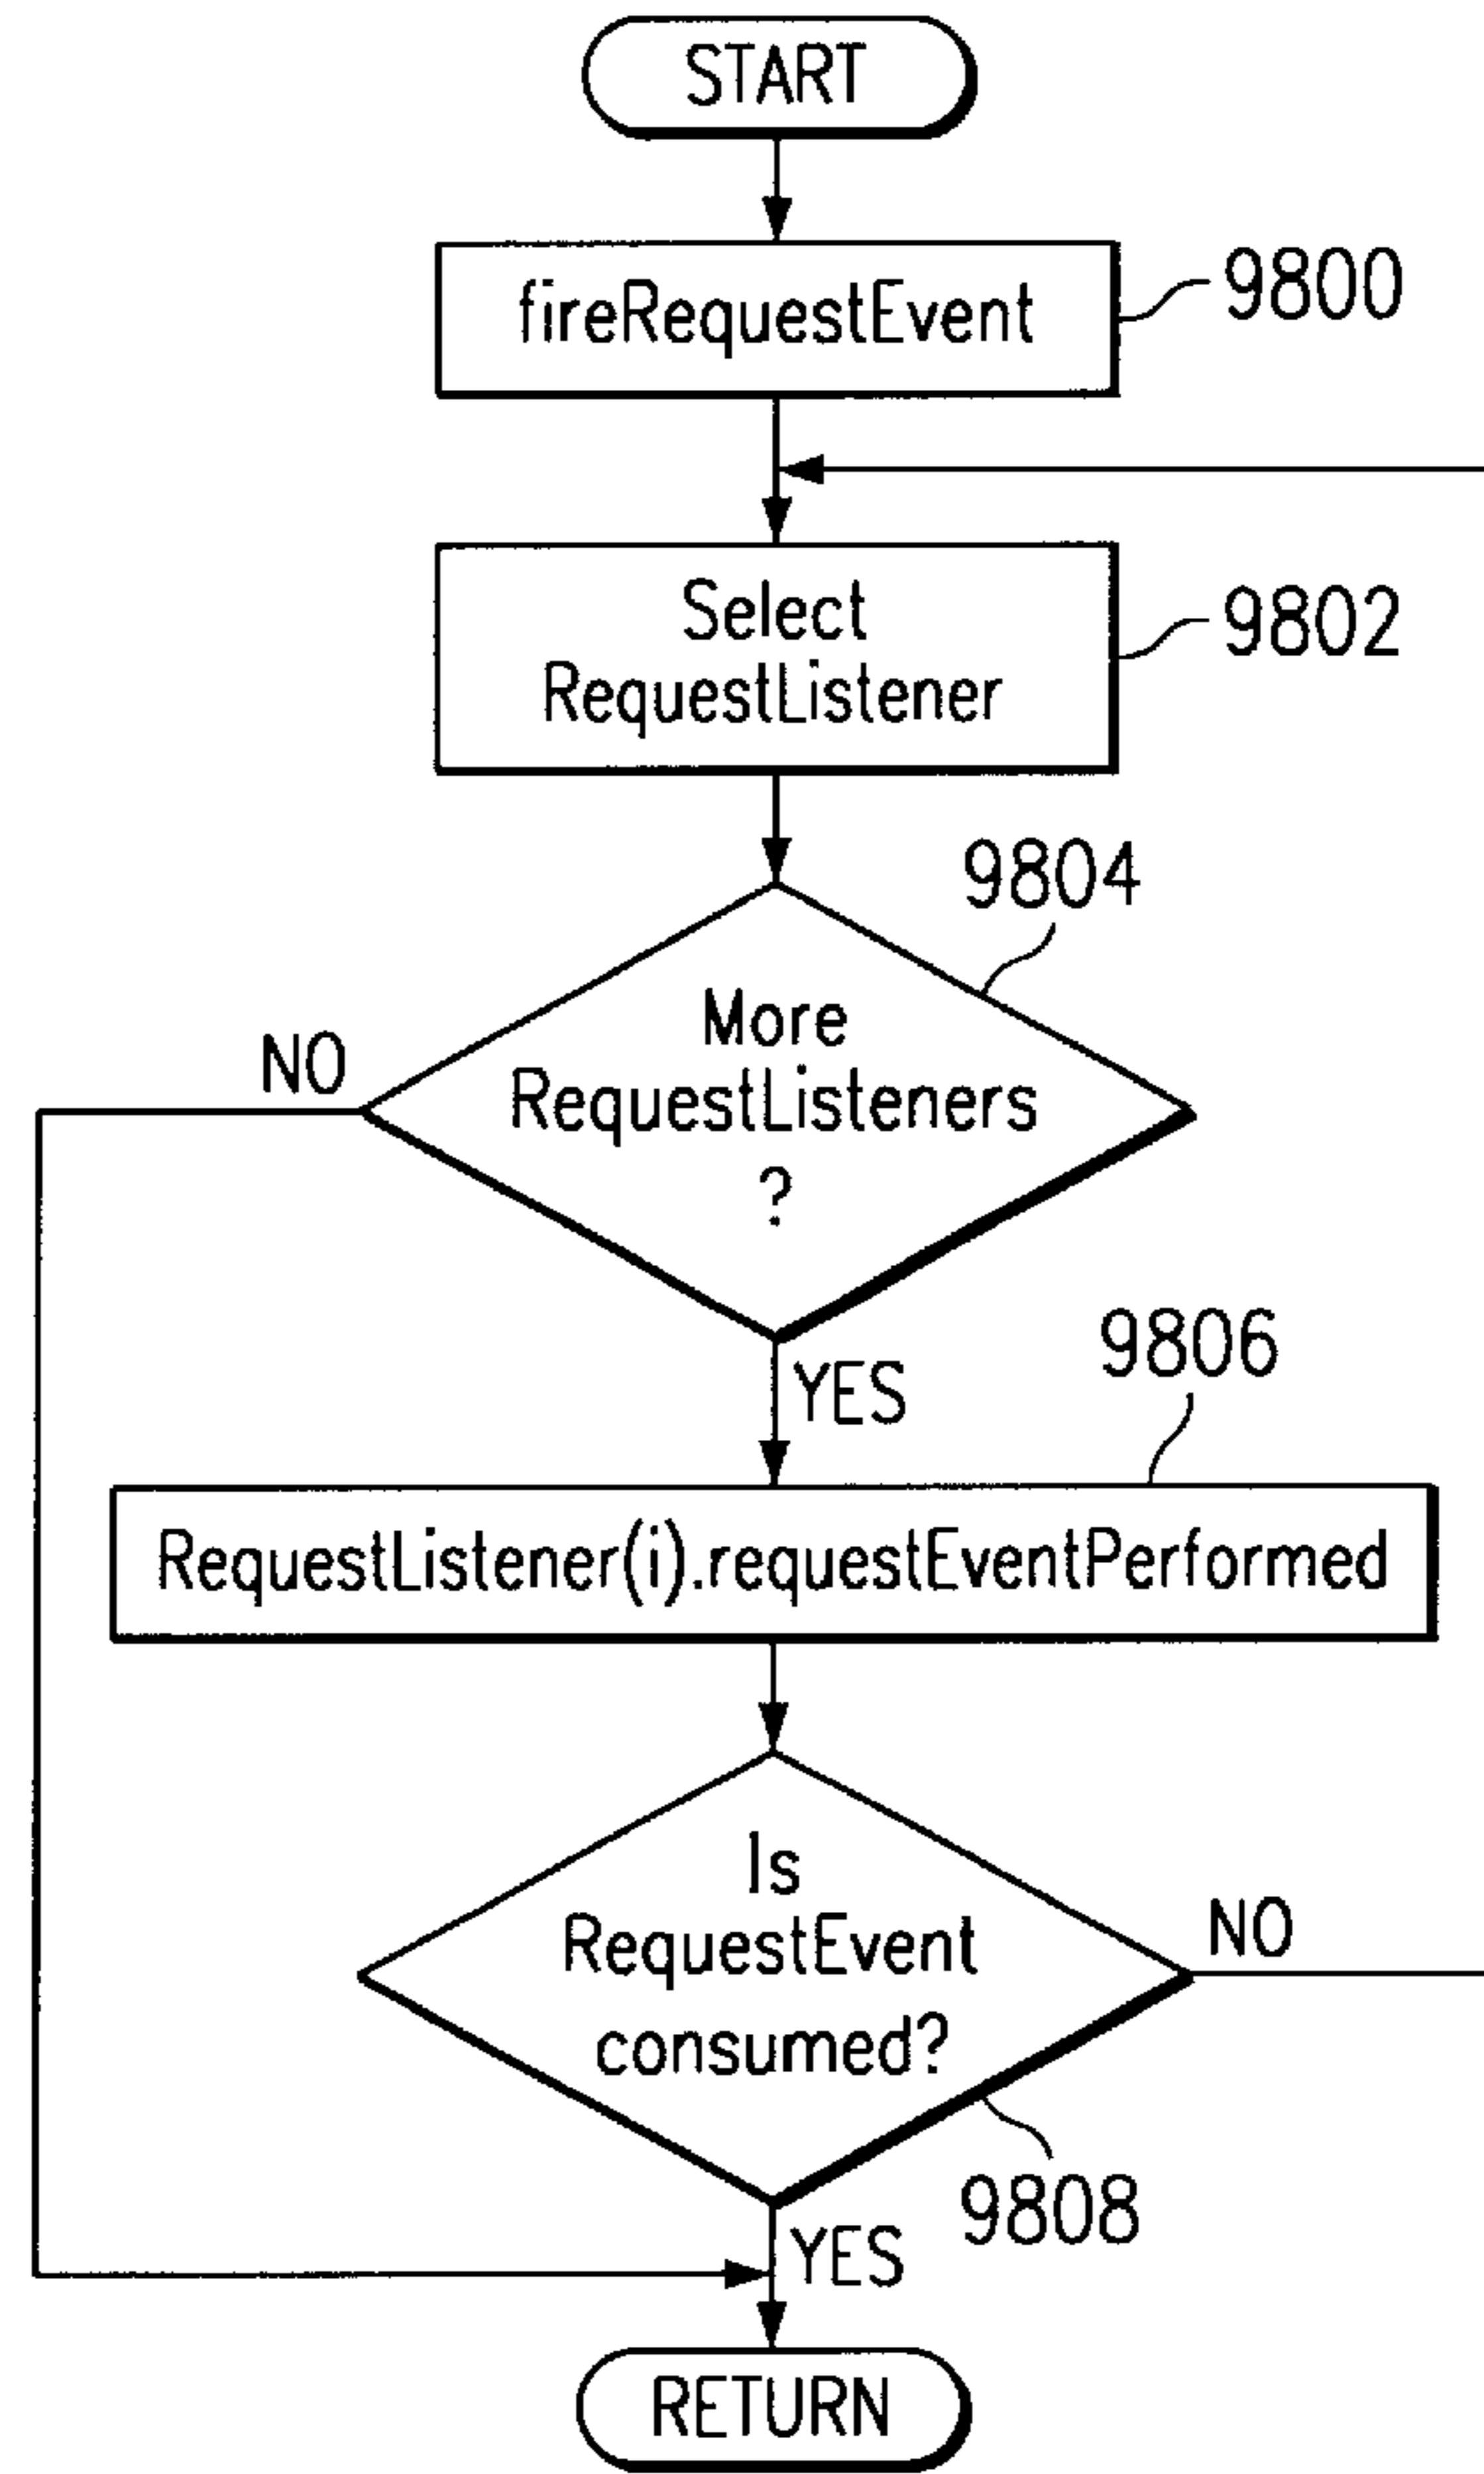 START
fireRequestEvent
9800
Select
RequestListener
9802
9804
More
RequestListeners
?
NO
YES
9806
RequestListener(i).requestEventPerformed
Is
RequestEvent
consumed?
NO
9808
YES
RETURN